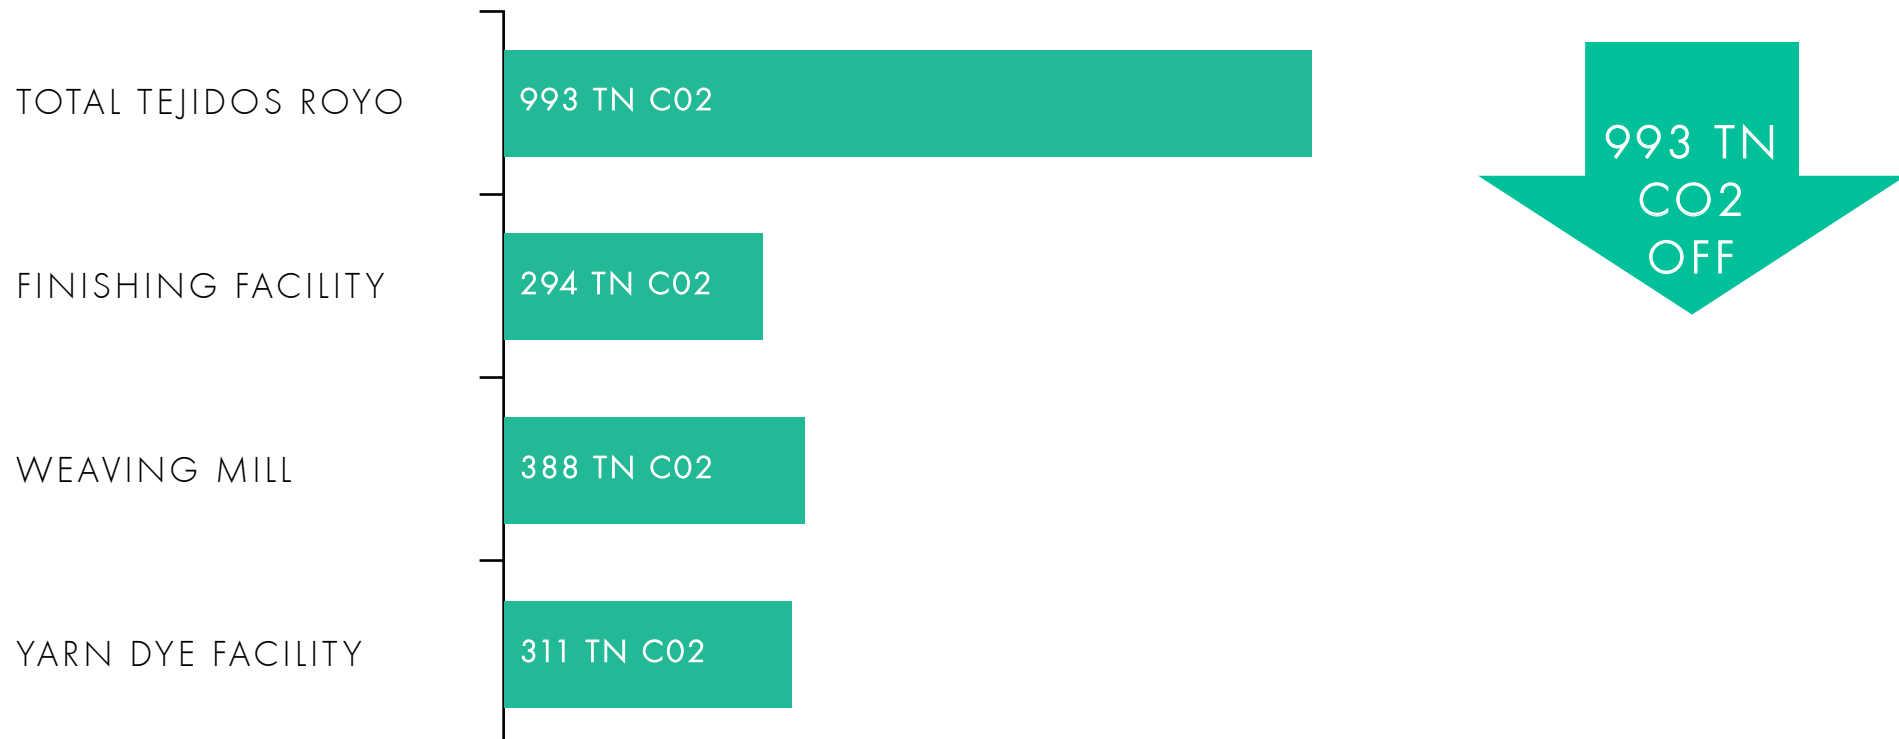 TOTAL TEJIDOS ROYO
993 TN C02
FINISHING FACILITY
294 TN C02
WEAVING MILL
388 TN C02
YARN DYE FACILITY
311 TN C02
993 TN
CO2
OFF